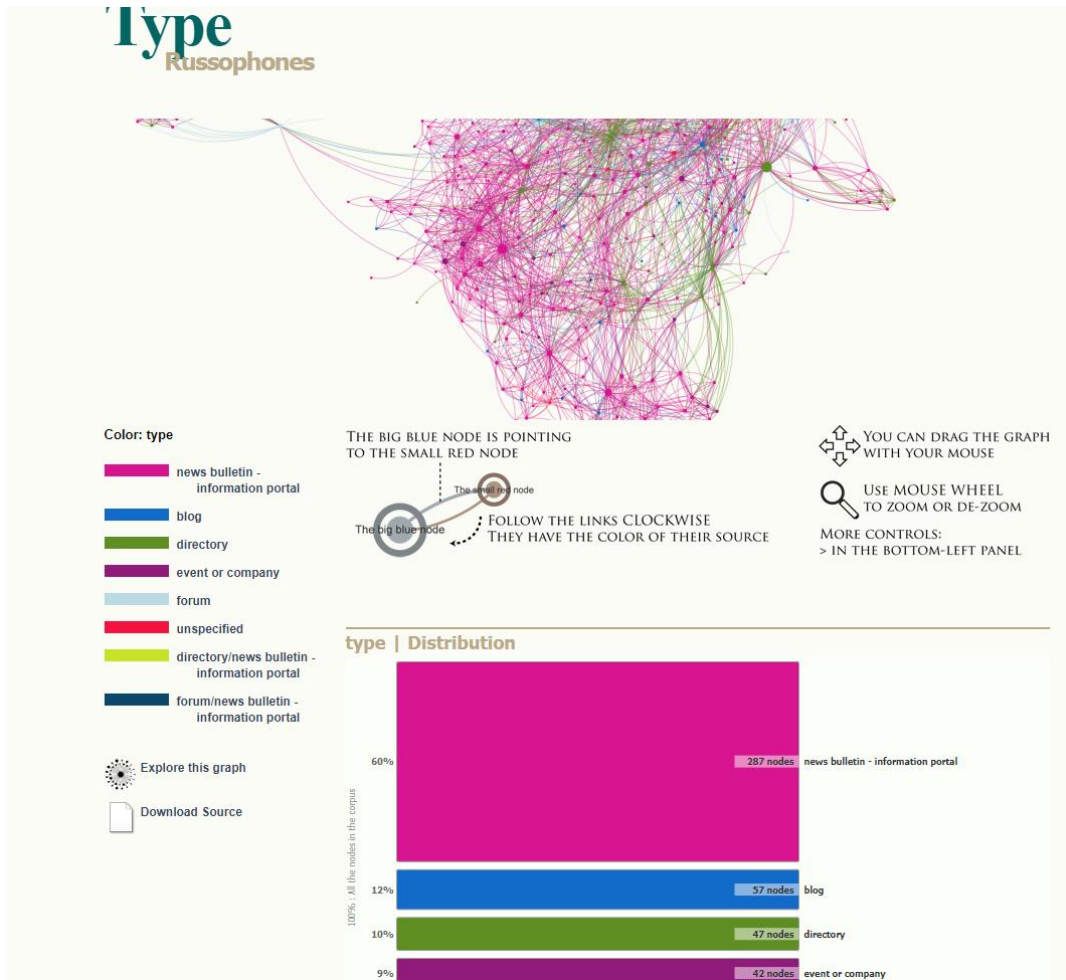 Type
Russophones
Color: type
news bulletin -
information portal
blog
directory
event or company
forum
unspecified
directory/news bulletin -
information portal
forum/news bulletin -
information portal
Explore this graph
Download Source
THE BIG BLUE NODE IS POINTING
TO THE SMALL RED NODE
The small red node
The big blue node
FOLLOW THE LINKS CLOCKWISE
THEY HAVE THE COLOR OF THEIR SOURCE
YOU CAN DRAG THE GRAPH
WITH YOUR MOUSE
USE MOUSE WHEEL
TO ZOOM OR DE-ZOOM
MORE CONTROLS:
> IN THE BOTTOM-LEFT PANEL
type | Distribution
100% : All the nodes in the corpus
60% 287 nodes news bulletin - information portal
12% 57 nodes blog
10% 47 nodes directory
9% 42 nodes event or company